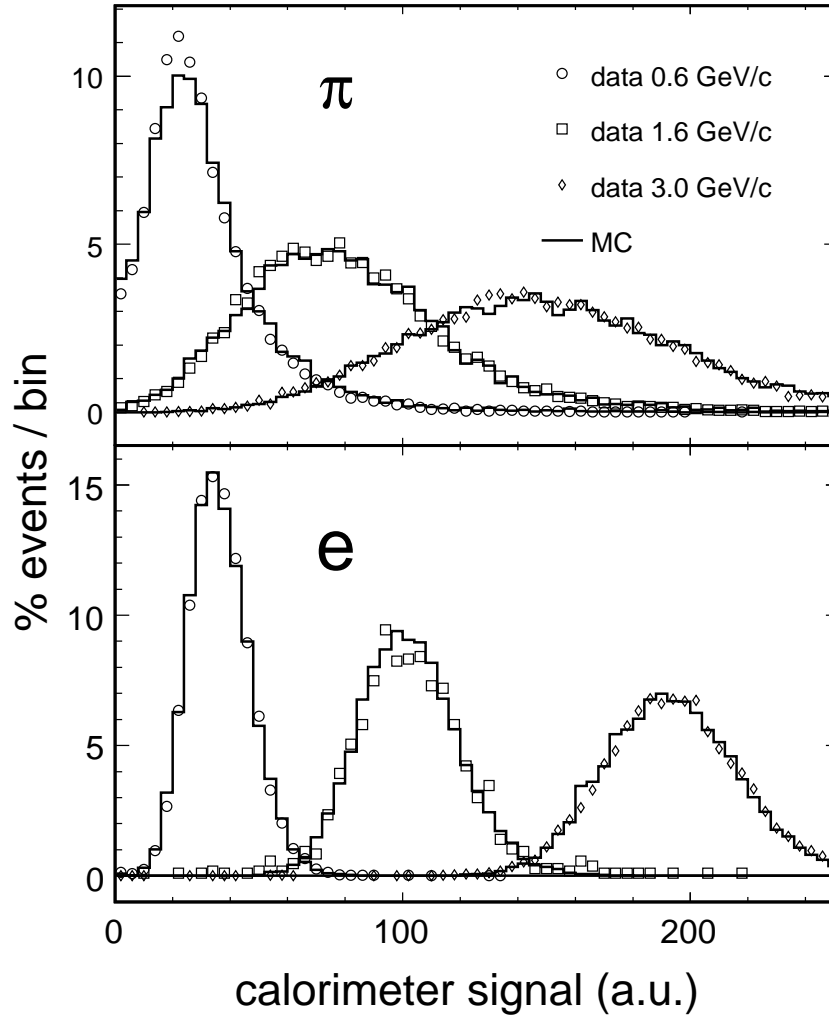 π
data 0.6 GeV/c
data 1.6 GeV/c
data 3.0 GeV/c
MC
10
5
0
e
15
10
5
0
% events / bin
0 100 200
calorimeter signal (a.u.)